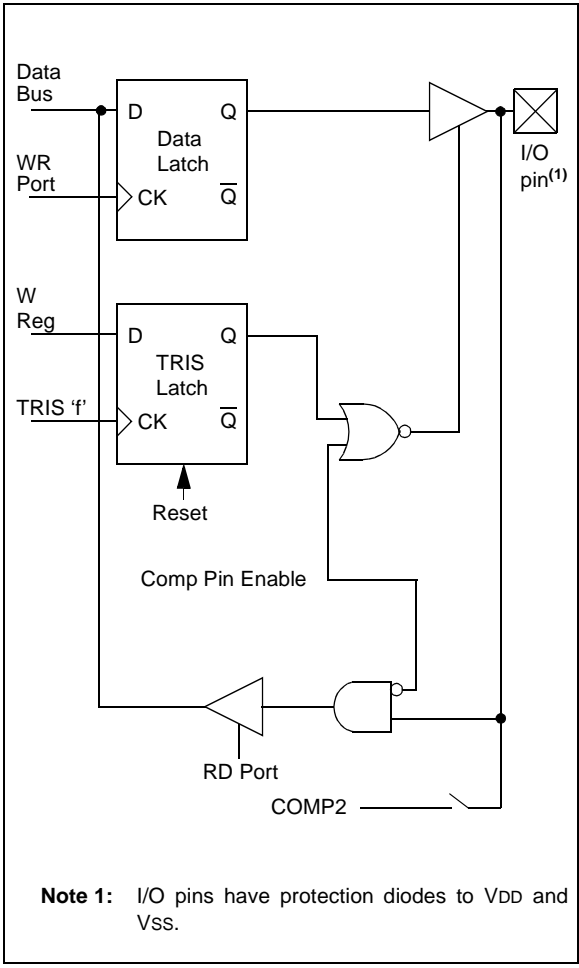 Data
Bus
D
Q
Data
Latch
WR
Port
CK
Q̅
I/O
pin(1)
W
Reg
D
Q
TRIS
Latch
TRIS ‘f’
CK
Q̅
Reset
Comp Pin Enable
RD Port
COMP2
Note 1: I/O pins have protection diodes to VDD and
VSS.